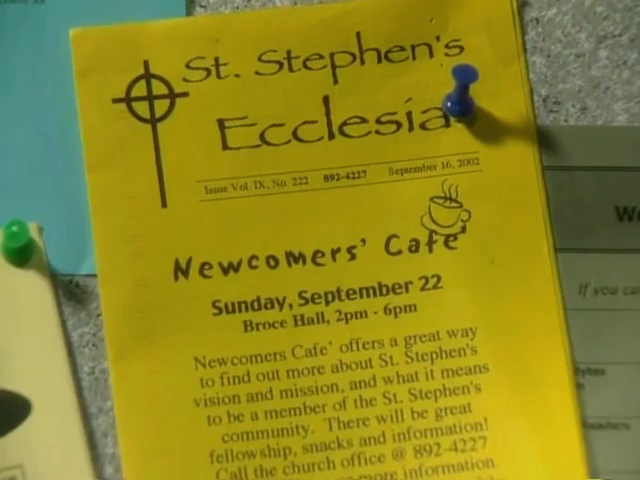 St. Stephen's
Ecclesia
Issue Vol. IX, No. 222 892-4227 September 16, 2002
Newcomers' Cafe'
Sunday, September 22
Broce Hall, 2pm - 6pm
Newcomers Cafe' offers a great way
to find out more about St. Stephen's
vision and mission, and what it means
to be a member of the St. Stephen's
community. There will be great
fellowship, snacks and information!
Call the church office @ 892-4227
more information.
If you